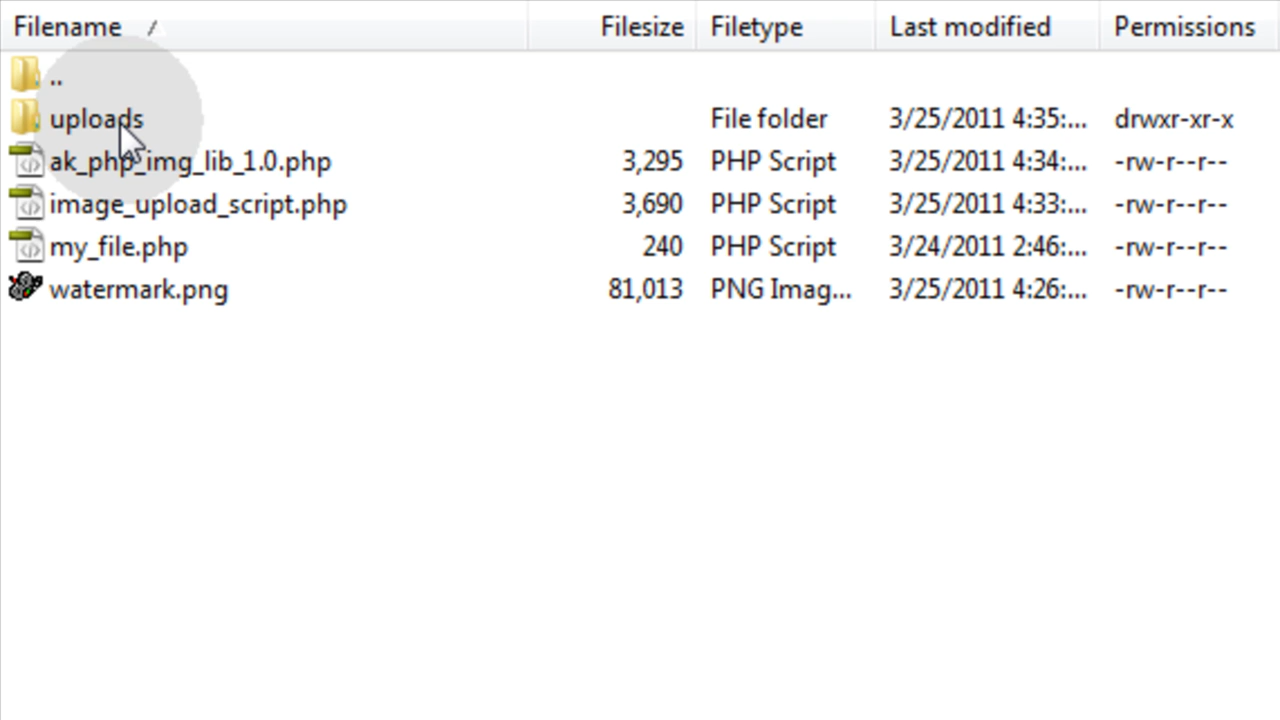 Filename / Filesize Filetype Last modified Permissions
..
uploads File folder 3/25/2011 4:35:... drwxr-xr-x
ak_php_img_lib_1.0.php 3,295 PHP Script 3/25/2011 4:34:... -rw-r--r--
image_upload_script.php 3,690 PHP Script 3/25/2011 4:33:... -rw-r--r--
my_file.php 240 PHP Script 3/24/2011 2:46:... -rw-r--r--
watermark.png 81,013 PNG Imag... 3/25/2011 4:26:... -rw-r--r--